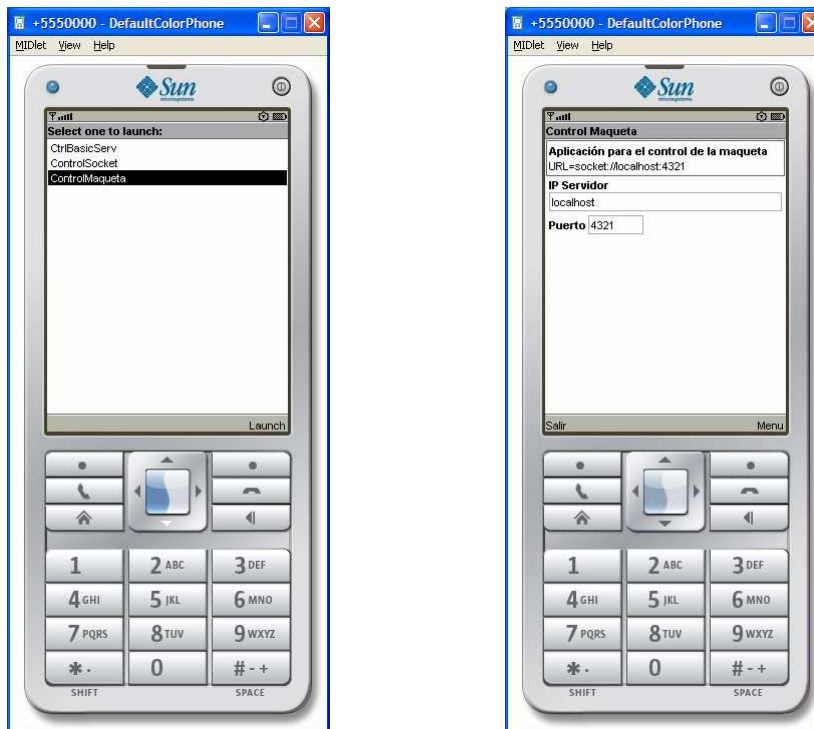 +5550000 - DefaultColorPhone
MIDlet View Help
Sun
microsystems
Select one to launch:
CtrlBasicServ
ControlSocket
ControlMaqueta
Launch
1 2 ABC 3 DEF
4 GHI 5 JKL 6 MNO
7 PQRS 8 TUV 9 WXYZ
* . 0 # - +
SHIFT SPACE
+5550000 - DefaultColorPhone
MIDlet View Help
Sun
microsystems
Control Maqueta
Aplicación para el control de la maqueta
URL=socket://localhost:4321
IP Servidor
localhost
Puerto 4321
Salir Menu
1 2 ABC 3 DEF
4 GHI 5 JKL 6 MNO
7 PQRS 8 TUV 9 WXYZ
* . 0 # - +
SHIFT SPACE